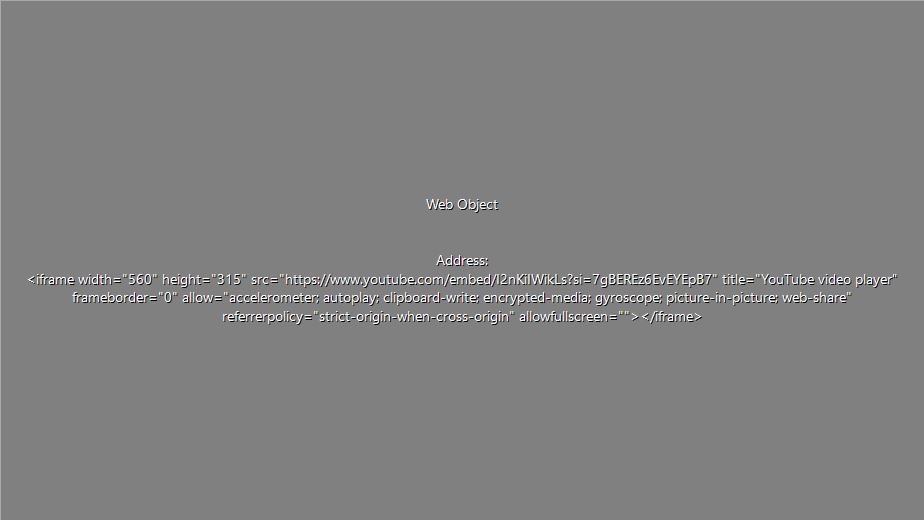 Web Object
Address:
<iframe width="560" height="315" src="https://www.youtube.com/embed/l2nKiIWikLs?si=7gBEREz6EvEYEpB7" title="YouTube video player"
frameborder="0" allow="accelerometer; autoplay; clipboard-write; encrypted-media; gyroscope; picture-in-picture; web-share"
referrerpolicy="strict-origin-when-cross-origin" allowfullscreen=""></iframe>